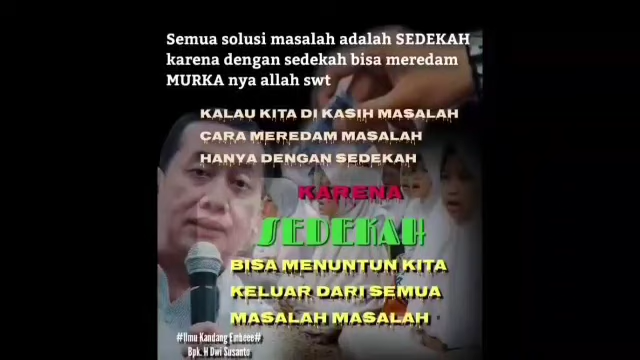 Semua solusi masalah adalah SEDEKAH
karena dengan sedekah bisa meredam
MURKA nya allah swt
KALAU KITA DI KASIH MASALAH
CARA MEREDAM MASALAH
HANYA DENGAN SEDEKAH
KARENA
SEDEKAH
BISA MENUNTUN KITA
KELUAR DARI SEMUA
MASALAH MASALAH
#Ilmu Kandang Embeee#
Bpk. H Dwi Susanto